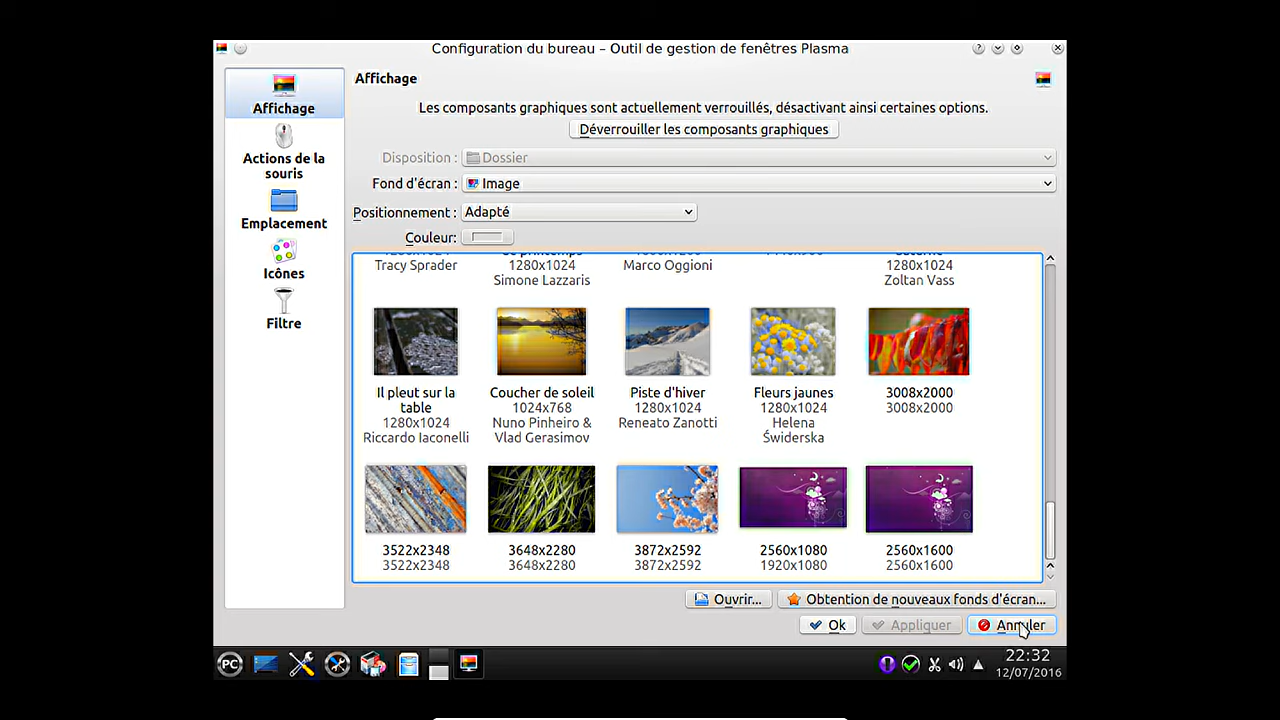 Configuration du bureau – Outil de gestion de fenêtres Plasma
Affichage
Actions de la
souris
Emplacement
Icônes
Filtre
Affichage
Les composants graphiques sont actuellement verrouillés, désactivant ainsi certaines options.
Déverrouiller les composants graphiques
Disposition : Dossier
Fond d'écran : Image
Positionnement : Adapté
Couleur:
Tracy Sprader
1280x1024
Simone Lazzaris
Marco Oggioni
1280x1024
Zoltan Vass
Il pleut sur la
table
1280x1024
Riccardo Iaconelli
Coucher de soleil
1024x768
Nuno Pinheiro &
Vlad Gerasimov
Piste d'hiver
1280x1024
Reneato Zanotti
Fleurs jaunes
1280x1024
Helena
Świderska
3008x2000
3008x2000
3522x2348
3522x2348
3648x2280
3648x2280
3872x2592
3872x2592
2560x1080
1920x1080
2560x1600
2560x1600
Ouvrir...
Obtention de nouveaux fonds d'écran...
Ok
Appliquer
Annuler
PC
22:32
12/07/2016